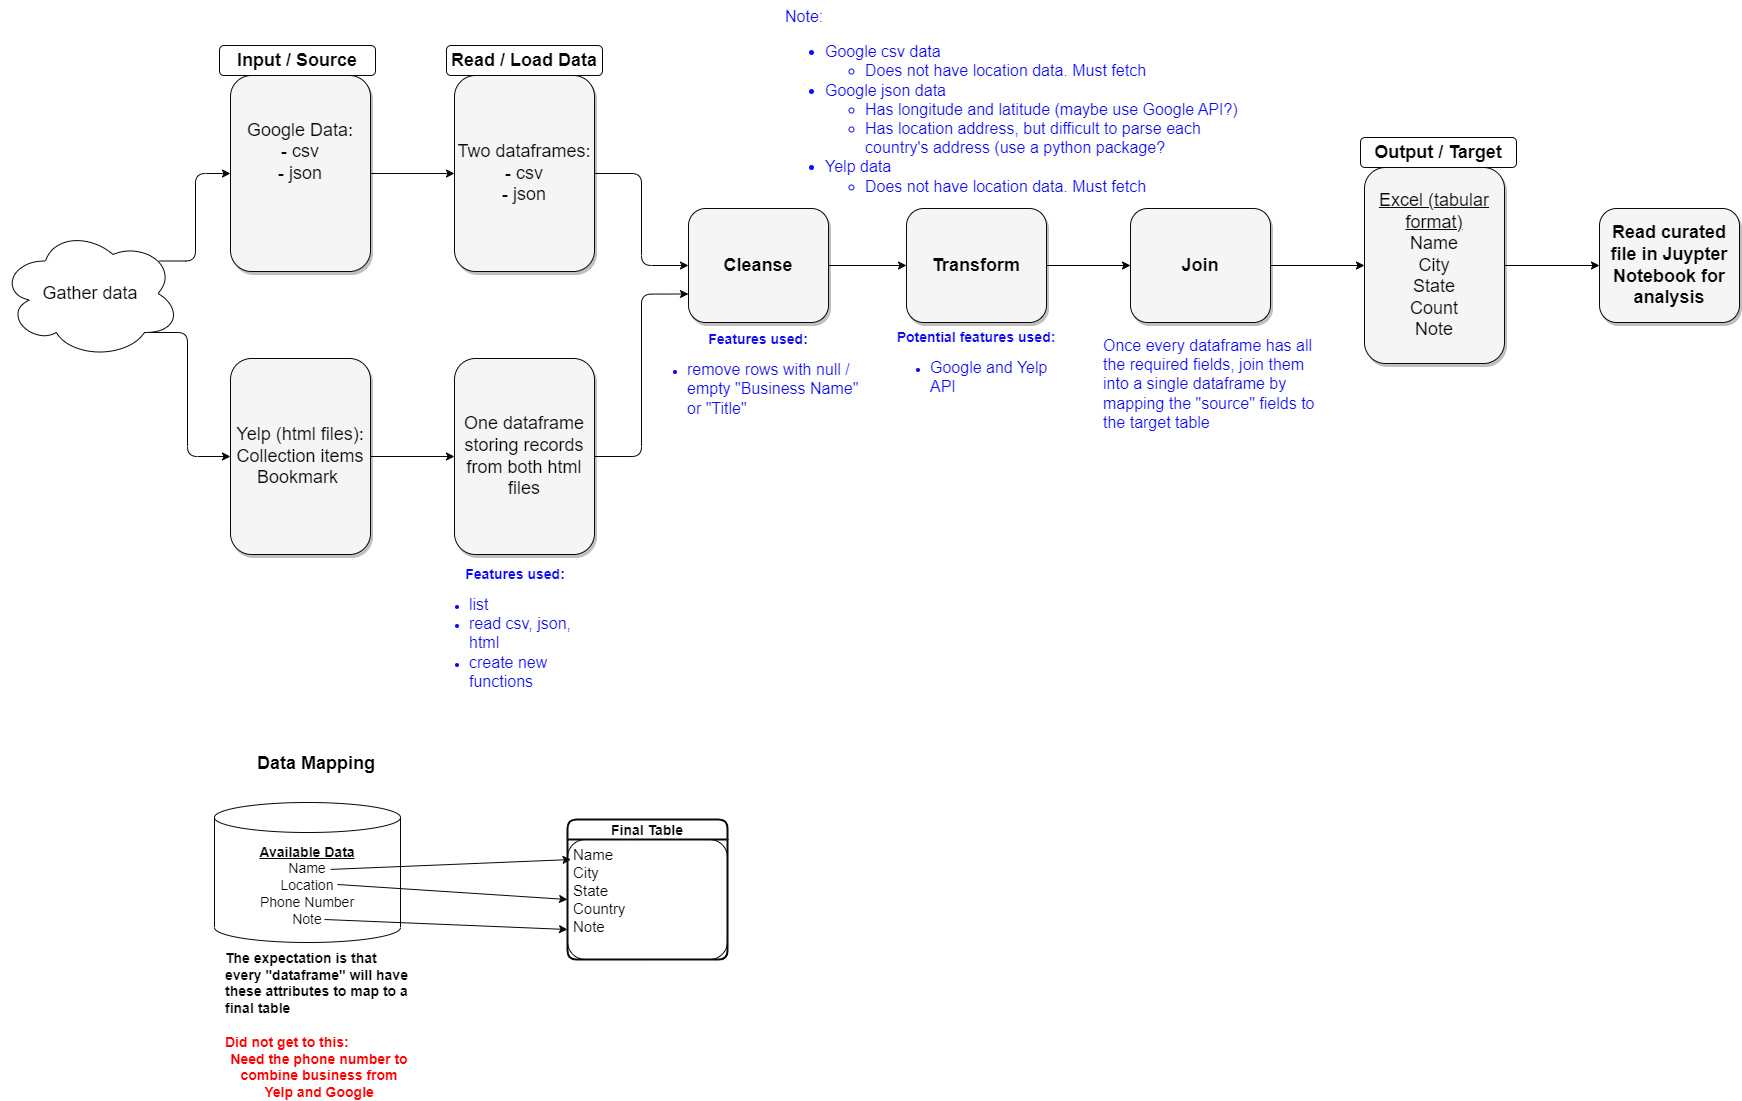 Note:
• Google csv data
◦ Does not have location data. Must fetch
• Google json data
◦ Has longitude and latitude (maybe use Google API?)
◦ Has location address, but difficult to parse each
country's address (use a python package?
• Yelp data
◦ Does not have location data. Must fetch
Input / Source
Google Data:
- csv
- json
Read / Load Data
Two dataframes:
- csv
- json
Gather data
Yelp (html files):
Collection items
Bookmark
One dataframe
storing records
from both html
files
Features used:
• list
• read csv, json,
html
• create new
functions
Cleanse
Features used:
• remove rows with null /
empty "Business Name"
or "Title"
Transform
Potential features used:
• Google and Yelp
API
Join
Once every dataframe has all
the required fields, join them
into a single dataframe by
mapping the "source" fields to
the target table
Output / Target
Excel (tabular
format)
Name
City
State
Count
Note
Read curated
file in Juypter
Notebook for
analysis
Data Mapping
Available Data
Name
Location
Phone Number
Note
Final Table
Name
City
State
Country
Note
The expectation is that
every "dataframe" will have
these attributes to map to a
final table
Did not get to this:
Need the phone number to
combine business from
Yelp and Google